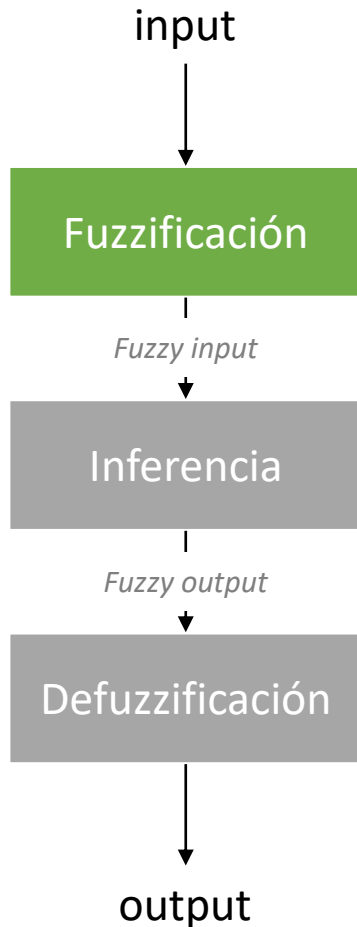 input
Fuzzificación
Fuzzy input
Inferencia
Fuzzy output
Defuzzificación
output